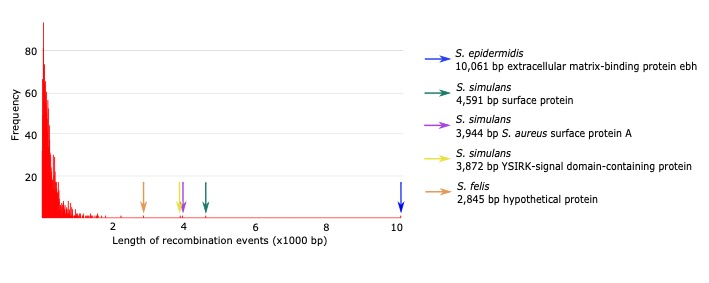 80
60
40
20
Frequency
2
4
6
8
10
Length of recombination events (x1000 bp)
S. epidermidis
10,061 bp extracellular matrix-binding protein ebh
S. simulans
4,591 bp surface protein
S. simulans
3,944 bp S. aureus surface protein A
S. simulans
3,872 bp YSIRK-signal domain-containing protein
S. felis
2,845 bp hypothetical protein